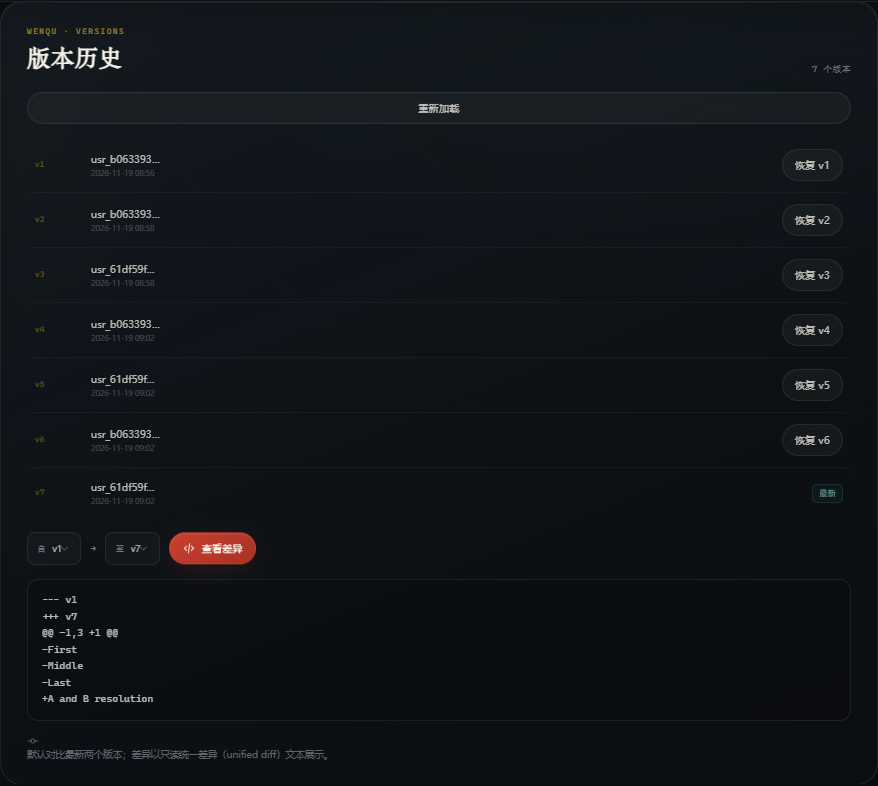 WENQU · VERSIONS
版本历史
7 个版本
重新加载
v1
usr_b063393...
2026-11-19 08:56
恢复 v1
v2
usr_b063393...
2026-11-19 08:58
恢复 v2
v3
usr_61df59f...
2026-11-19 08:58
恢复 v3
v4
usr_b063393...
2026-11-19 09:02
恢复 v4
v5
usr_61df59f...
2026-11-19 09:02
恢复 v5
v6
usr_b063393...
2026-11-19 09:02
恢复 v6
v7
usr_61df59f...
2026-11-19 09:02
最新
自 v1 → 至 v7 </> 查看差异
--- v1
+++ v7
@@ -1,3 +1 @@
-First
-Middle
-Last
+A and B resolution
默认对比最新两个版本；差异以只读统一差异（unified diff）文本展示。